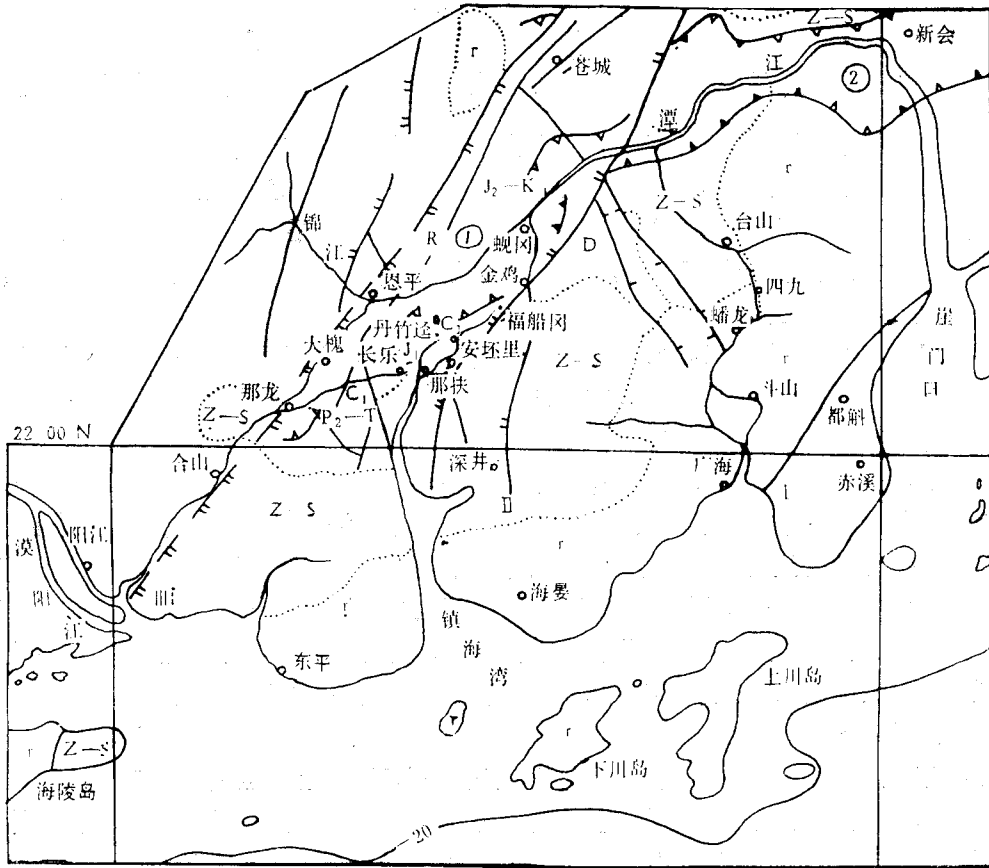 Z—S
新会
r
苍城
江
②
潭
r
J₂—K
Z—S
锦
江
R
①
蚬冈
D
台山
恩平
金鸡
四九
丹竹迳
C
福船冈
蟠龙
崖
门
口
大槐
长乐
J
安坯里
Z—S
r
那扶
那龙
C₁
斗山
都斛
Z—S
P₂—T
22 00 N
合山
深井
广海
赤溪
Z—S
阳江
漠
阳
江
r
海晏
镇
海
湾
东平
上川岛
r
r
r
Z—S
下川岛
海陵岛
20